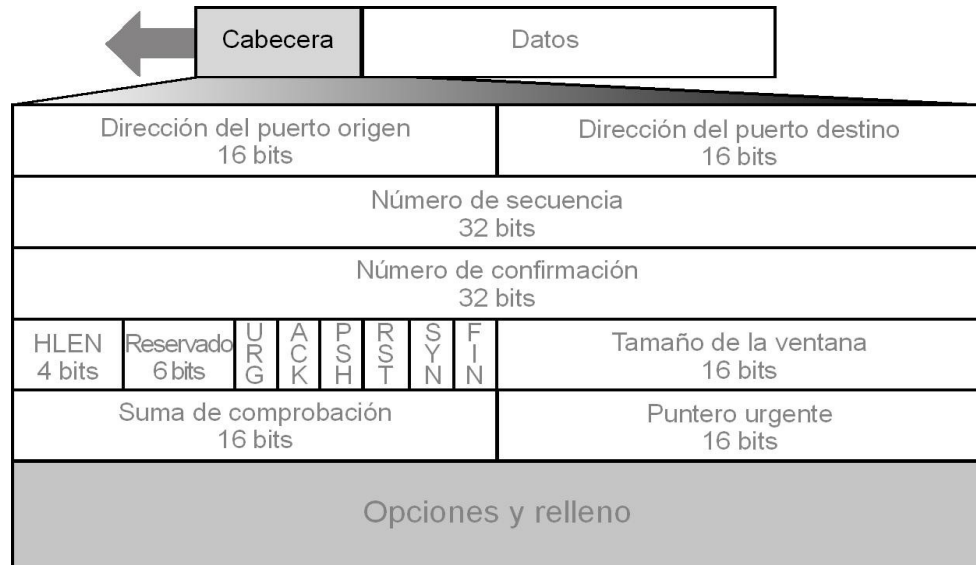 Cabecera
Datos
Dirección del puerto origen
16 bits
Dirección del puerto destino
16 bits
Número de secuencia
32 bits
Número de confirmación
32 bits
HLEN
4 bits
Reservado
6 bits
URG
ACK
PSH
RST
SYN
FIN
Tamaño de la ventana
16 bits
Suma de comprobación
16 bits
Puntero urgente
16 bits
Opciones y relleno